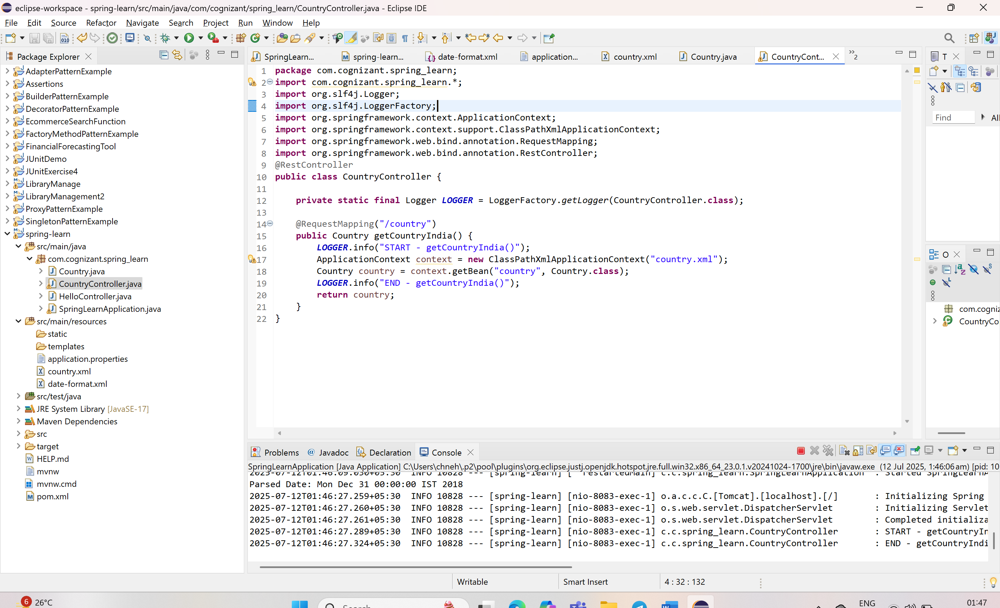 eclipse-workspace - spring-learn/src/main/java/com/cognizant/spring_learn/CountryController.java - Eclipse IDE
File Edit Source Refactor Navigate Search Project Run Window Help
Package Explorer
AdapterPatternExample
Assertions
BuilderPatternExample
DecoratorPatternExample
EcommerceSearchFunction
FactoryMethodPatternExample
FinancialForecastingTool
JUnitDemo
JUnitExercise4
LibraryManage
LibraryManagement2
ProxyPatternExample
SingletonPatternExample
spring-learn
src/main/java
com.cognizant.spring_learn
Country.java
CountryController.java
HelloController.java
SpringLearnApplication.java
src/main/resources
static
templates
application.properties
country.xml
date-format.xml
src/test/java
JRE System Library [JavaSE-17]
Maven Dependencies
src
target
HELP.md
mvnw
mvnw.cmd
pom.xml
SpringLearn... spring-learn... date-format.xml application... country.xml Country.java CountryCont... »2
1 package com.cognizant.spring_learn;
2 import com.cognizant.spring_learn.*;
3 import org.slf4j.Logger;
4 import org.slf4j.LoggerFactory;
5 import org.springframework.context.ApplicationContext;
6 import org.springframework.context.support.ClassPathXmlApplicationContext;
7 import org.springframework.web.bind.annotation.RequestMapping;
8 import org.springframework.web.bind.annotation.RestController;
9 @RestController
10 public class CountryController {
11
12 private static final Logger LOGGER = LoggerFactory.getLogger(CountryController.class);
13
14 @RequestMapping("/country")
15 public Country getCountryIndia() {
16 LOGGER.info("START - getCountryIndia()");
17 ApplicationContext context = new ClassPathXmlApplicationContext("country.xml");
18 Country country = context.getBean("country", Country.class);
19 LOGGER.info("END - getCountryIndia()");
20 return country;
21 }
22 }
T
Find All
O
com.cogniz
CountryCo
Problems @ Javadoc Declaration Console
SpringLearnApplication [Java Application] C:\Users\chneh\.p2\pool\plugins\org.eclipse.justj.openjdk.hotspot.jre.full.win32.x86_64_23.0.1.v20241024-1700\jre\bin\javaw.exe (12 Jul 2025, 1:46:06 am) [pid: 10
2025-07-12T01:46:09.030+05:30 INFO 10828 --- [spring-learn] [ restartedMain] c.c.spring_learn.SpringLearnApplication : Started SpringLearnA
Parsed Date: Mon Dec 31 00:00:00 IST 2018
2025-07-12T01:46:27.259+05:30 INFO 10828 --- [spring-learn] [nio-8083-exec-1] o.a.c.c.C.[Tomcat].[localhost].[/] : Initializing Spring
2025-07-12T01:46:27.260+05:30 INFO 10828 --- [spring-learn] [nio-8083-exec-1] o.s.web.servlet.DispatcherServlet : Initializing Servlet
2025-07-12T01:46:27.261+05:30 INFO 10828 --- [spring-learn] [nio-8083-exec-1] o.s.web.servlet.DispatcherServlet : Completed initializa
2025-07-12T01:46:27.289+05:30 INFO 10828 --- [spring-learn] [nio-8083-exec-1] c.c.spring_learn.CountryController : START - getCountryIn
2025-07-12T01:46:27.324+05:30 INFO 10828 --- [spring-learn] [nio-8083-exec-1] c.c.spring_learn.CountryController : END - getCountryIndi
Writable Smart Insert 4 : 32 : 132
6 26°C Search ENG 01:47